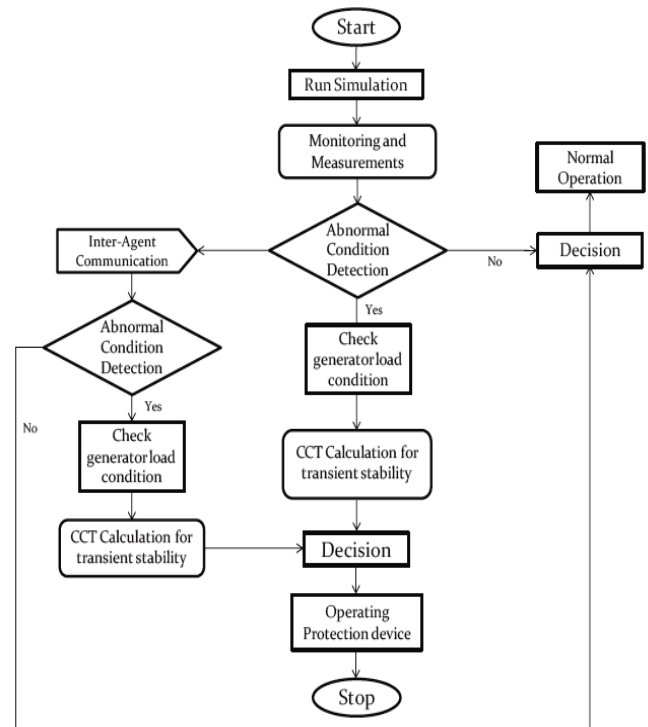 Start
Run Simulation
Monitoring and
Measurements
Normal
Operation
Inter-Agent
Communication
Abnormal
Condition
Detection
No
Decision
Abnormal
Condition
Detection
Yes
Check
generator load
condition
No
Yes
Check
generator load
condition
CCT Calculation for
transient stability
CCT Calculation for
transient stability
Decision
Operating
Protection device
Stop